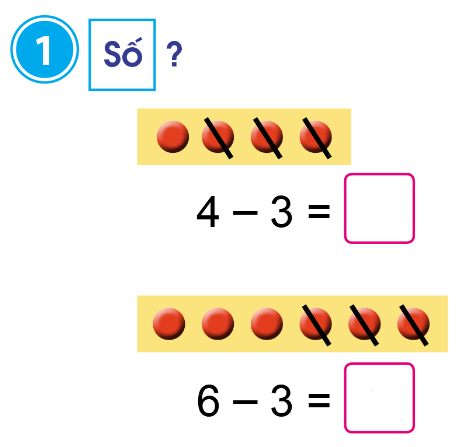 1 Số ?
4 – 3 =
6 – 3 =